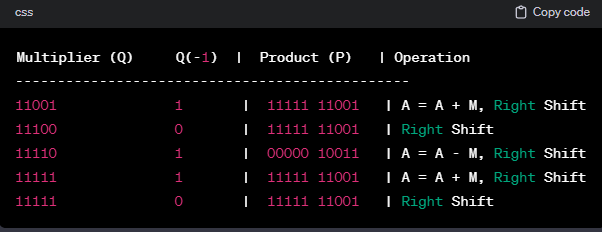 css Copy code
Multiplier (Q) Q(-1) | Product (P) | Operation
-----------------------------------------------
11001 1 | 11111 11001 | A = A + M, Right Shift
11100 0 | 11111 11001 | Right Shift
11110 1 | 00000 10011 | A = A - M, Right Shift
11111 1 | 11111 11001 | A = A + M, Right Shift
11111 0 | 11111 11001 | Right Shift